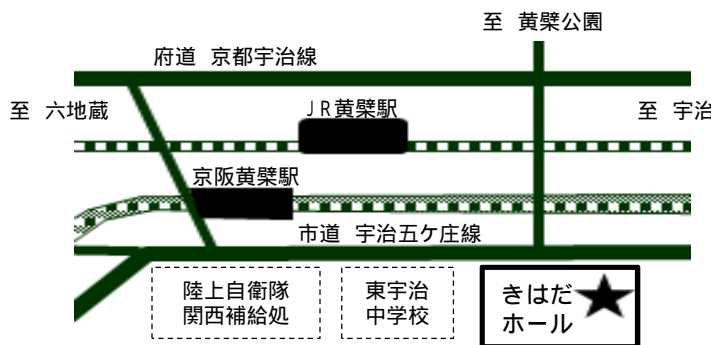 至 黄檗公園
府道 京都宇治線
至 六地蔵
JR黄檗駅
至 宇治
京阪黄檗駅
市道 宇治五ケ庄線
陸上自衛隊
関西補給処
東宇治
中学校
きはだ
ホール